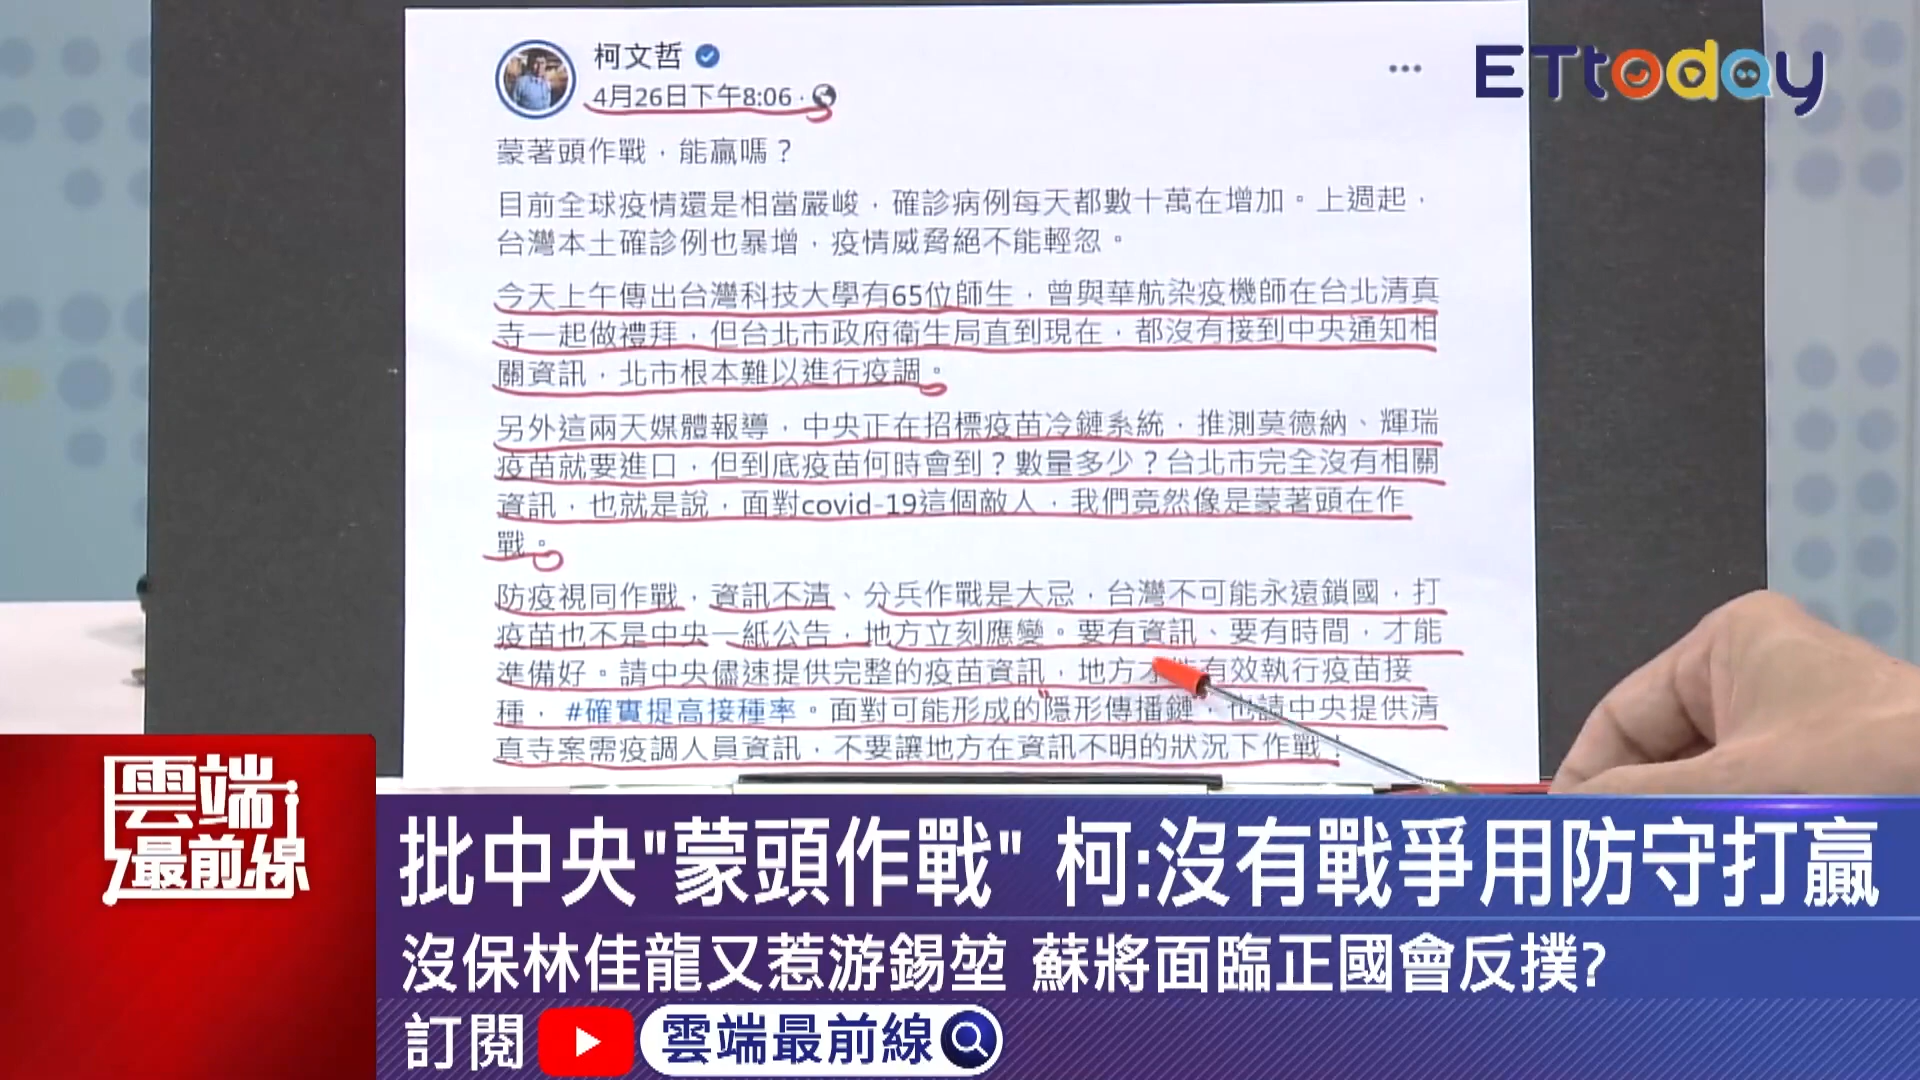 柯文哲
ETtoday
4月26日下午8:06 ·
蒙著頭作戰，能贏嗎？
目前全球疫情還是相當嚴峻，確診病例每天都數十萬在增加。上週起，
台灣本土確診例也暴增，疫情威脅絕不能輕忽。
今天上午傳出台灣科技大學有65位師生，曾與華航染疫機師在台北清真
寺一起做禮拜，但台北市政府衛生局直到現在，都沒有接到中央通知相
關資訊，北市根本難以進行疫調。
另外這兩天媒體報導，中央正在招標疫苗冷鏈系統，推測莫德納、輝瑞
疫苗就要進口，但到底疫苗何時會到？數量多少？台北市完全沒有相關
資訊，也就是說，面對covid-19這個敵人，我們竟然像是蒙著頭在作
戰。
防疫視同作戰，資訊不清、分兵作戰是大忌，台灣不可能永遠鎖國，打
疫苗也不是中央一紙公告，地方立刻應變。要有資訊、要有時間，才能
準備好。請中央儘速提供完整的疫苗資訊，地方才有效執行疫苗接
種，#確實提高接種率。面對可能形成的隱形傳播鏈，也請中央提供清
真寺案需疫調人員資訊，不要讓地方在資訊不明的狀況下作戰！
雲端
最前線
批中央"蒙頭作戰" 柯:沒有戰爭用防守打贏
沒保林佳龍又惹游錫堃 蘇將面臨正國會反撲?
訂閱 雲端最前線